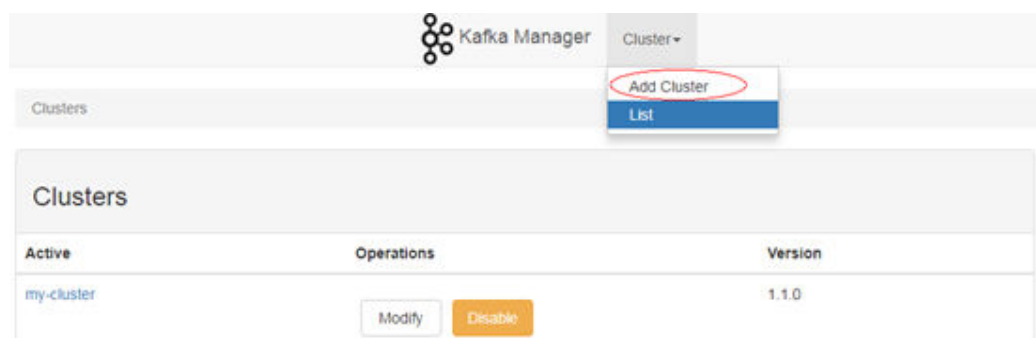 Kafka Manager Cluster
Add Cluster
Clusters
List
Clusters
Active Operations Version
my-cluster 1.1.0
Modify Disable